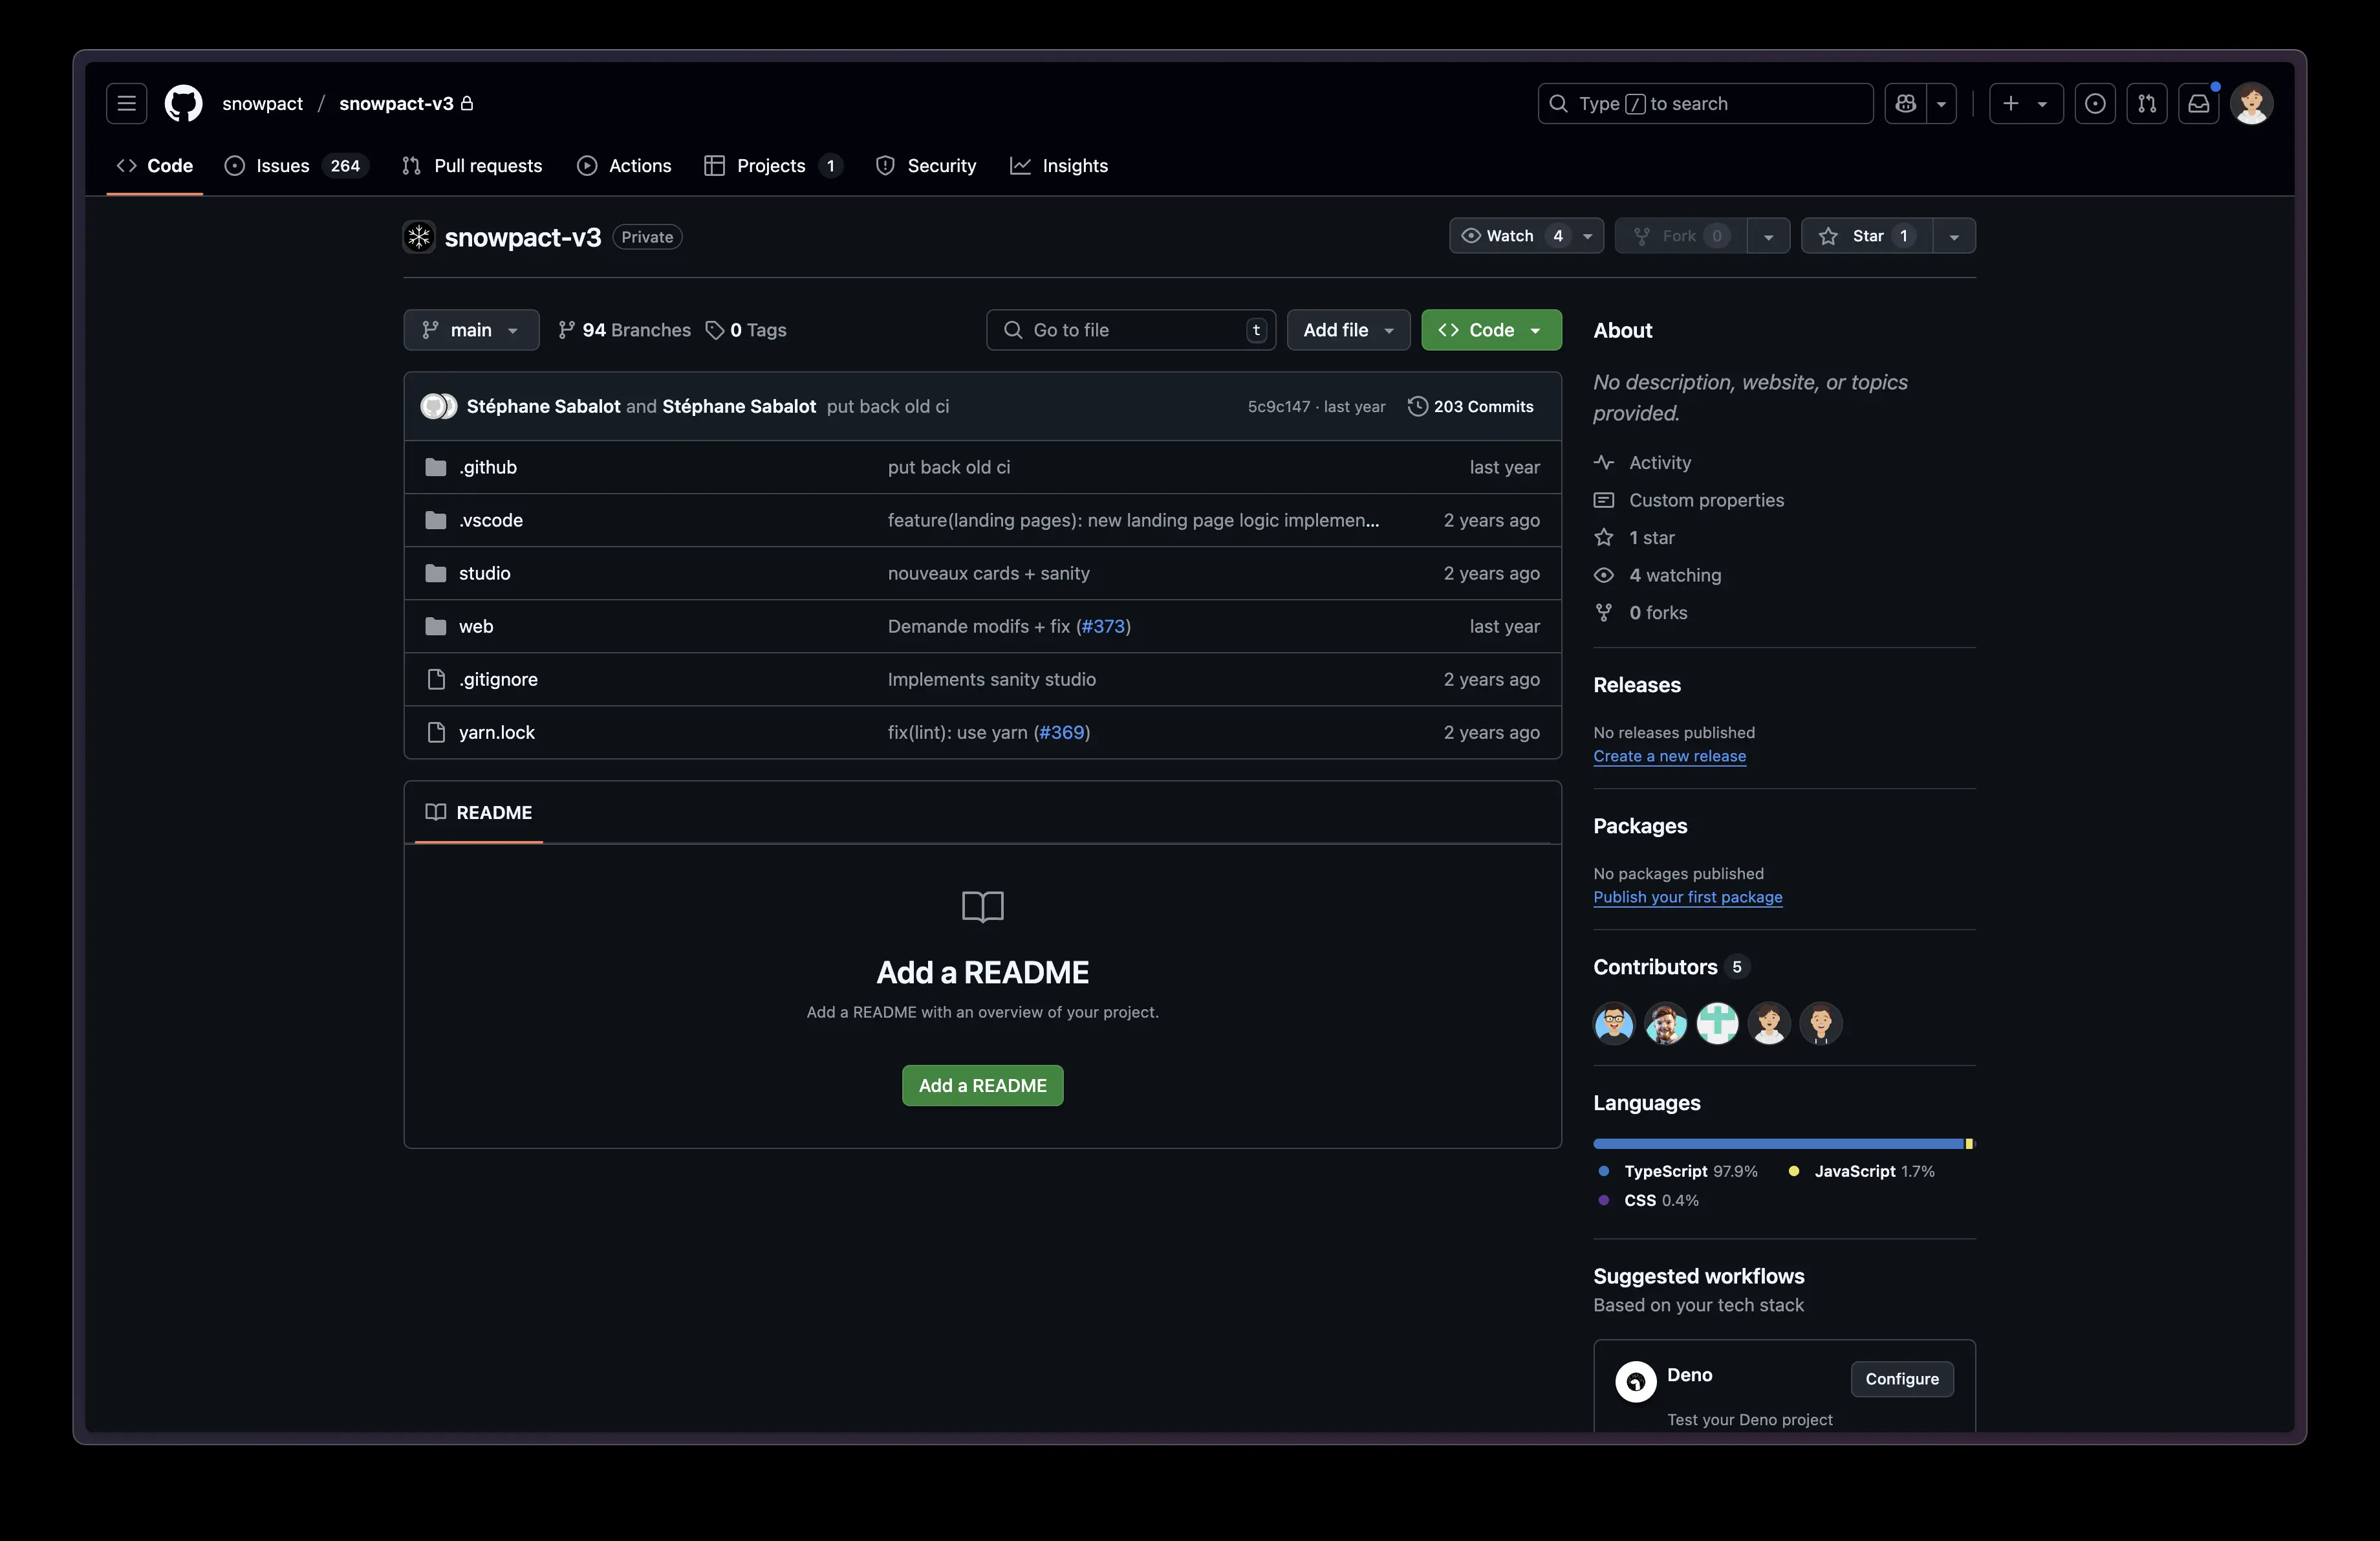 snowpact / snowpact-v3
Type / to search
Code Issues 264 Pull requests Actions Projects 1 Security Insights
snowpact-v3 Private
Watch 4 Fork 0 Star 1
main 94 Branches 0 Tags
Go to file t Add file Code
Stéphane Sabalot and Stéphane Sabalot put back old ci 5c9c147 · last year 203 Commits
.github put back old ci last year
.vscode feature(landing pages): new landing page logic implemen... 2 years ago
studio nouveaux cards + sanity 2 years ago
web Demande modifs + fix (#373) last year
.gitignore Implements sanity studio 2 years ago
yarn.lock fix(lint): use yarn (#369) 2 years ago
README
Add a README
Add a README with an overview of your project.
Add a README
About
No description, website, or topics
provided.
Activity
Custom properties
1 star
4 watching
0 forks
Releases
No releases published
Create a new release
Packages
No packages published
Publish your first package
Contributors 5
Languages
TypeScript 97.9% JavaScript 1.7%
CSS 0.4%
Suggested workflows
Based on your tech stack
Deno Configure
Test your Deno project